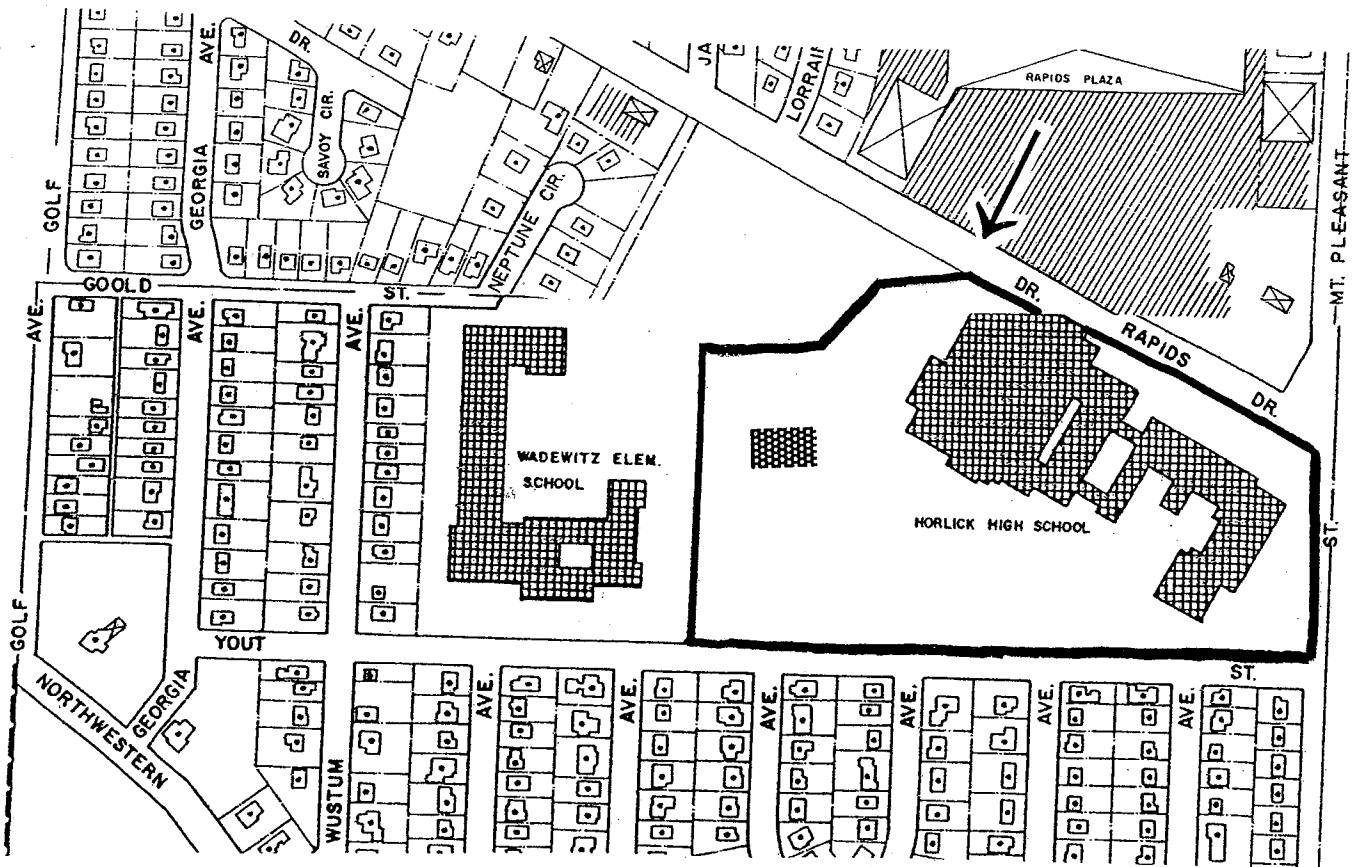 AVE.
DR.
JA
LORRAIN
RAPIDS PLAZA
SAVOY CIR.
GOLF
GEORGIA
NEPTUNE CIR.
MT. PLEASANT
GOOLD
ST.
DR.
RAPIDS
DR.
AVE.
AVE.
AVE.
WADEWITZ ELEM.
SCHOOL
HORLICK HIGH SCHOOL
ST.
GOLF
YOUT
ST.
GEORGIA
NORTHWESTERN
WUSTUM
AVE.
AVE.
AVE.
AVE.
AVE.
AVE.